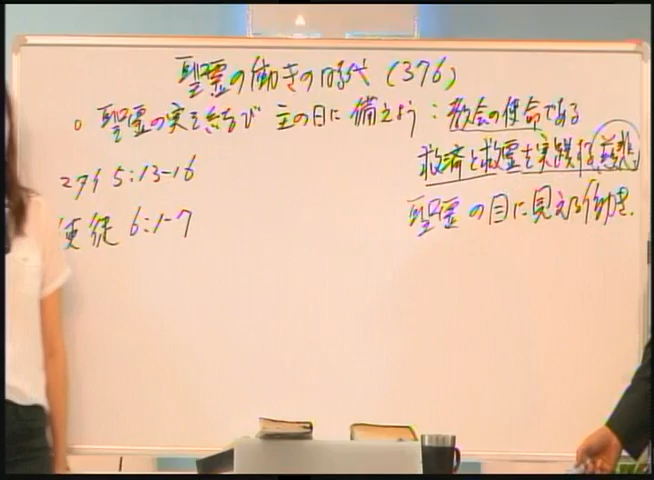 聖霊の働きの時代 (376)
○ 聖霊の実を結び 主の日に 備えよう : 教会の使命である
救済と救霊を実践する 慈悲
マタイ 5:13-16
聖霊 の目に見える働き.
使徒 6:1-7